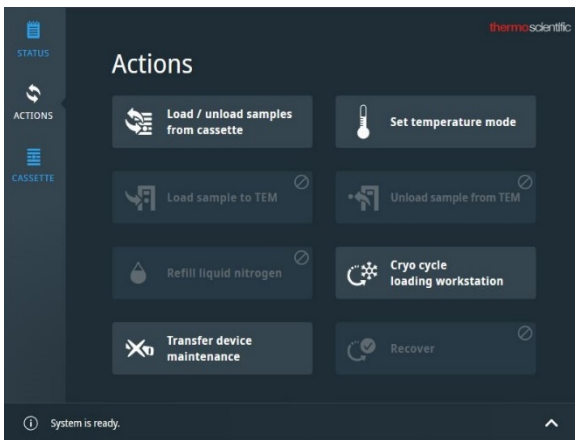 thermoscientific
STATUS
Actions
ACTIONS
Load / unload samples
from cassette
Set temperature mode
CASSETTE
Load sample to TEM
Unload sample from TEM
Refill liquid nitrogen
Cryo cycle
loading workstation
Transfer device
maintenance
Recover
System is ready.